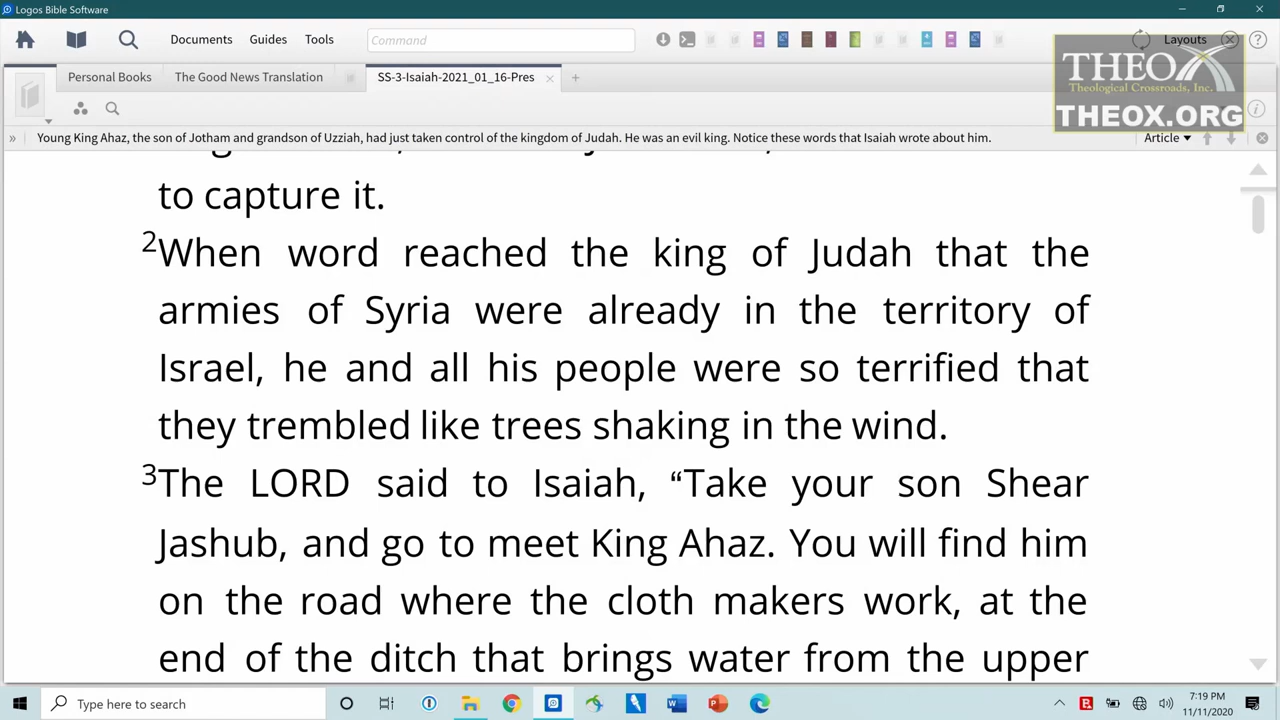 Logos Bible Software
Documents Guides Tools Command Layouts
Personal Books The Good News Translation SS-3-Isaiah-2021_01_16-Pres
THEOX
Theological Crossroads, Inc.
THEOX.ORG
» Young King Ahaz, the son of Jotham and grandson of Uzziah, had just taken control of the kingdom of Judah. He was an evil king. Notice these words that Isaiah wrote about him. Article
to capture it.
2When word reached the king of Judah that the
armies of Syria were already in the territory of
Israel, he and all his people were so terrified that
they trembled like trees shaking in the wind.
3The LORD said to Isaiah, “Take your son Shear
Jashub, and go to meet King Ahaz. You will find him
on the road where the cloth makers work, at the
end of the ditch that brings water from the upper
Type here to search
7:19 PM
11/11/2020